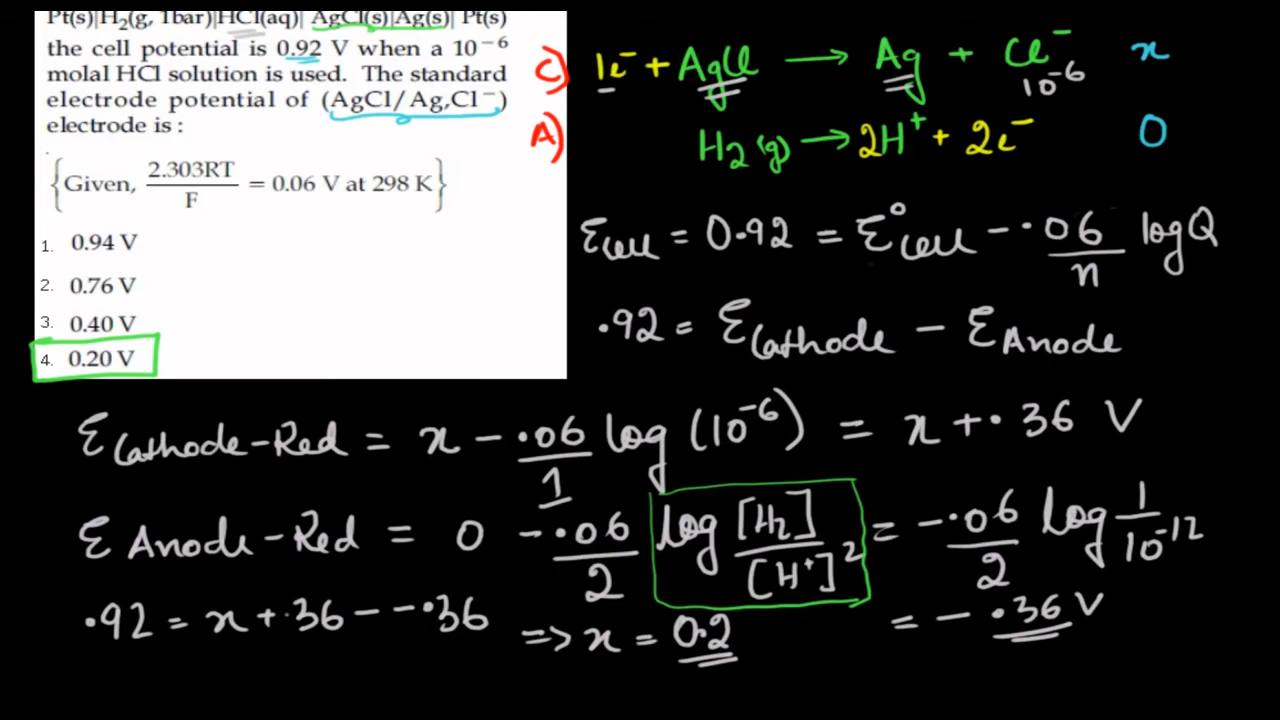 Pt(s)|H₂(g, 1bar)|HCl(aq)| AgCl(s)|Ag(s)| Pt(s)
the cell potential is 0.92 V when a 10⁻⁶
molal HCl solution is used. The standard
electrode potential of (AgCl/Ag,Cl⁻)
electrode is :
{Given, 2.303RT/F = 0.06 V at 298 K}
1. 0.94 V
2. 0.76 V
3. 0.40 V
4. 0.20 V
C) 1e⁻ + AgCl → Ag + Cl⁻ x
10⁻⁶
A) H₂(g) → 2H⁺ + 2e⁻ 0
Ecell = 0.92 = E°cell - .06/n log Q
.92 = ECathode - EAnode
ECathode-Red = x - .06/1 log (10⁻⁶) = x + .36 V
EAnode-Red = 0 - .06/2 log [H₂]/[H⁺]² = - .06/2 log 1/10⁻¹²
= - .36 V
.92 = x + .36 - - .36 => x = 0.2